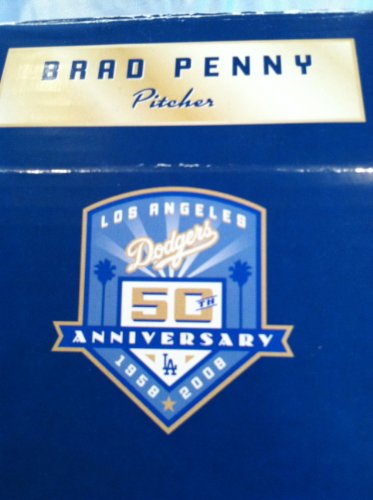 BRAD PENNY
Pitcher
LOS ANGELES
Dodgers
50TH
ANNIVERSARY
LA
1958 ★ 2008